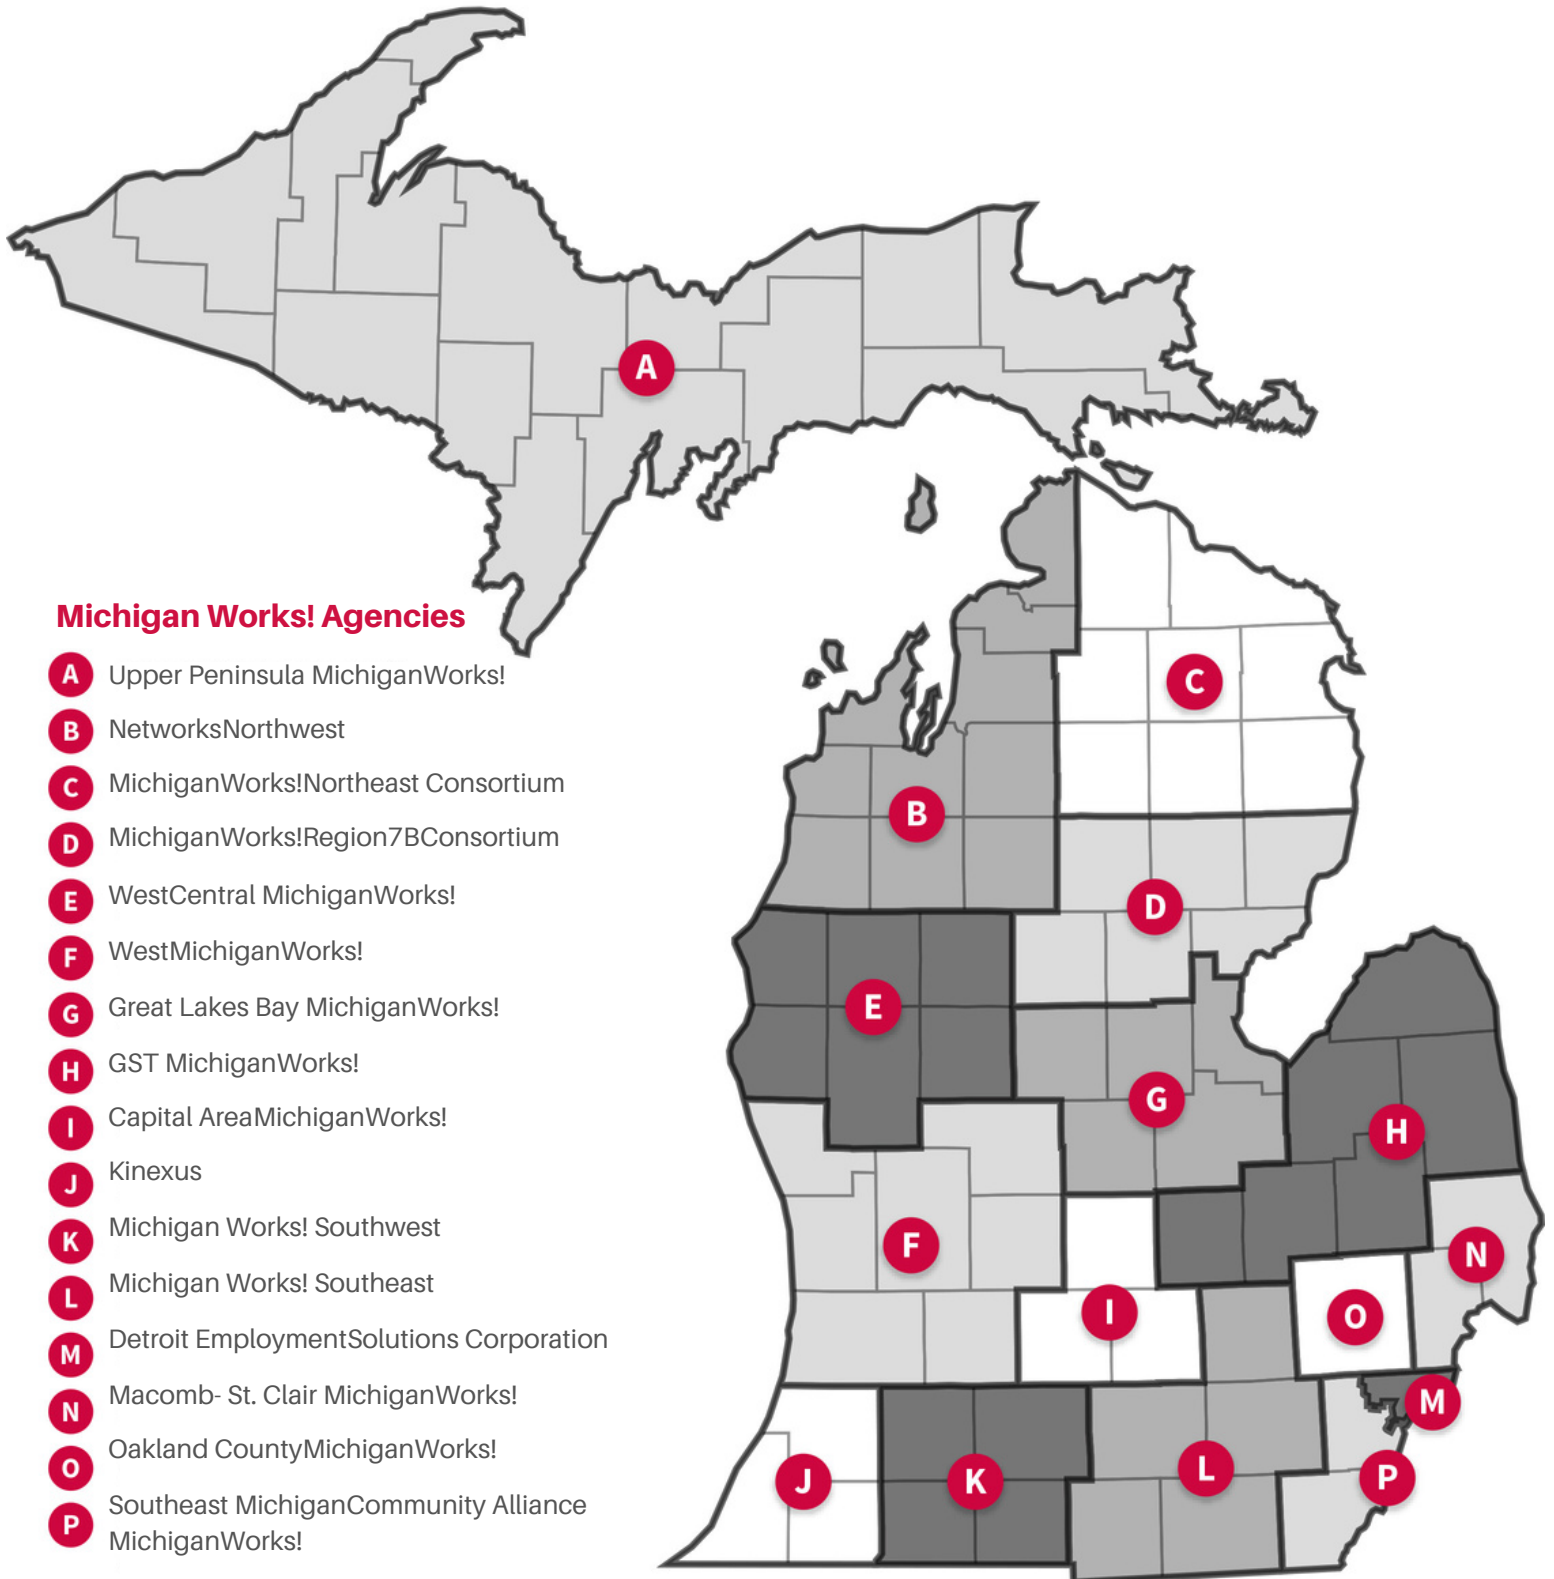 Michigan Works! Agencies
A Upper Peninsula MichiganWorks!
B NetworksNorthwest
C MichiganWorks!Northeast Consortium
D MichiganWorks!Region7BConsortium
E WestCentral MichiganWorks!
F WestMichiganWorks!
G Great Lakes Bay MichiganWorks!
H GST MichiganWorks!
I Capital AreaMichiganWorks!
J Kinexus
K Michigan Works! Southwest
L Michigan Works! Southeast
M Detroit EmploymentSolutions Corporation
N Macomb- St. Clair MichiganWorks!
O Oakland CountyMichiganWorks!
P Southeast MichiganCommunity Alliance
MichiganWorks!
A
C
B
D
E
G
H
F
N
I
O
M
L
P
J
K